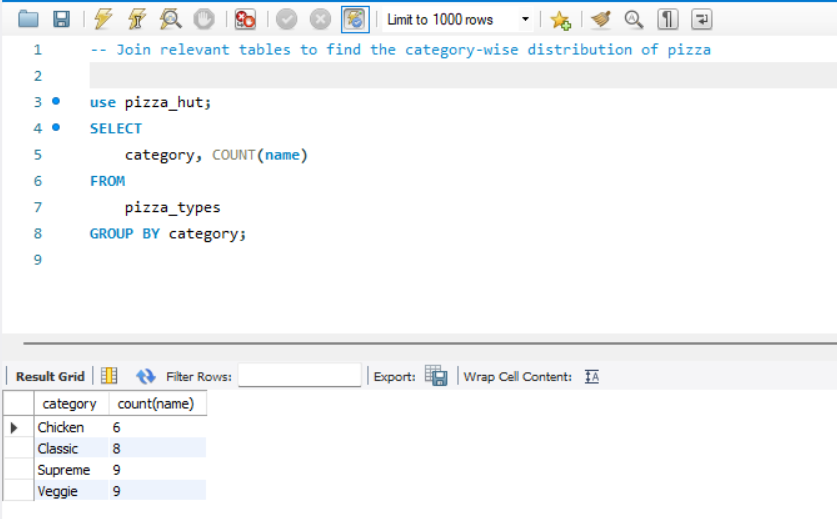 Limit to 1000 rows
1 -- Join relevant tables to find the category-wise distribution of pizza
2
3 use pizza_hut;
4 SELECT
5 category, COUNT(name)
6 FROM
7 pizza_types
8 GROUP BY category;
9
Result Grid Filter Rows: Export: Wrap Cell Content:
category count(name)
Chicken 6
Classic 8
Supreme 9
Veggie 9